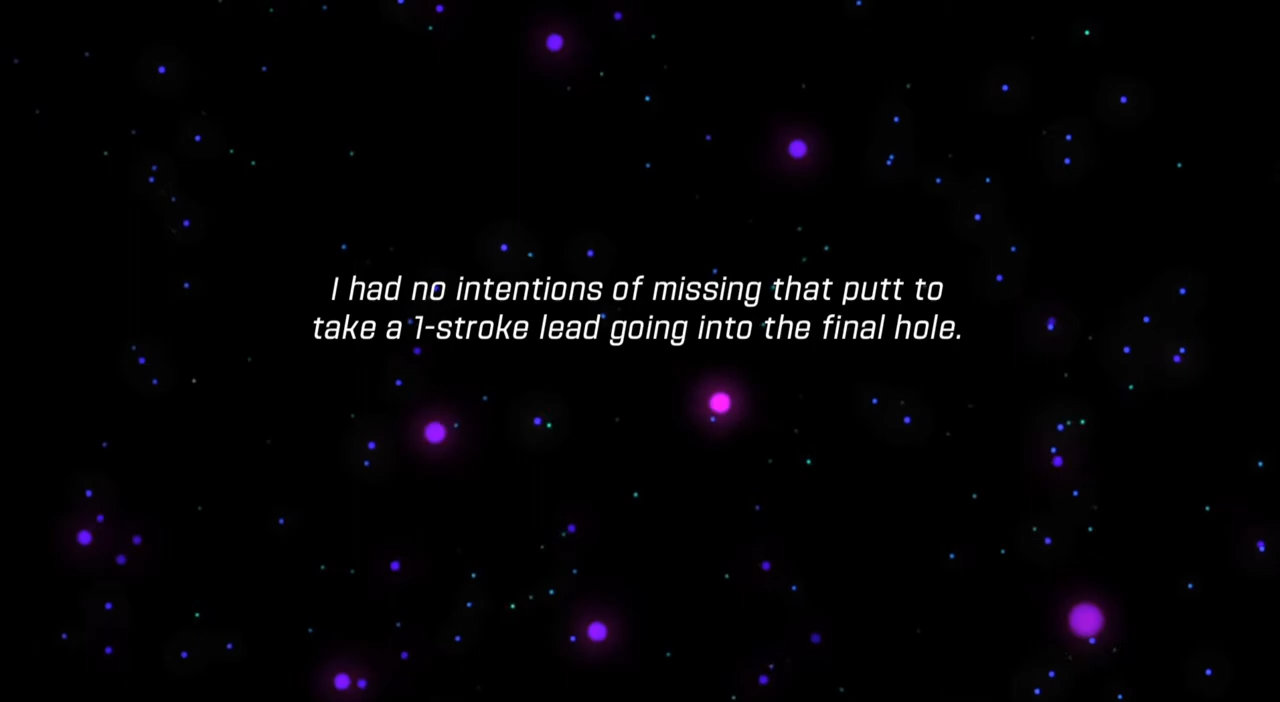 I had no intentions of missing that putt to
take a 1-stroke lead going into the final hole.